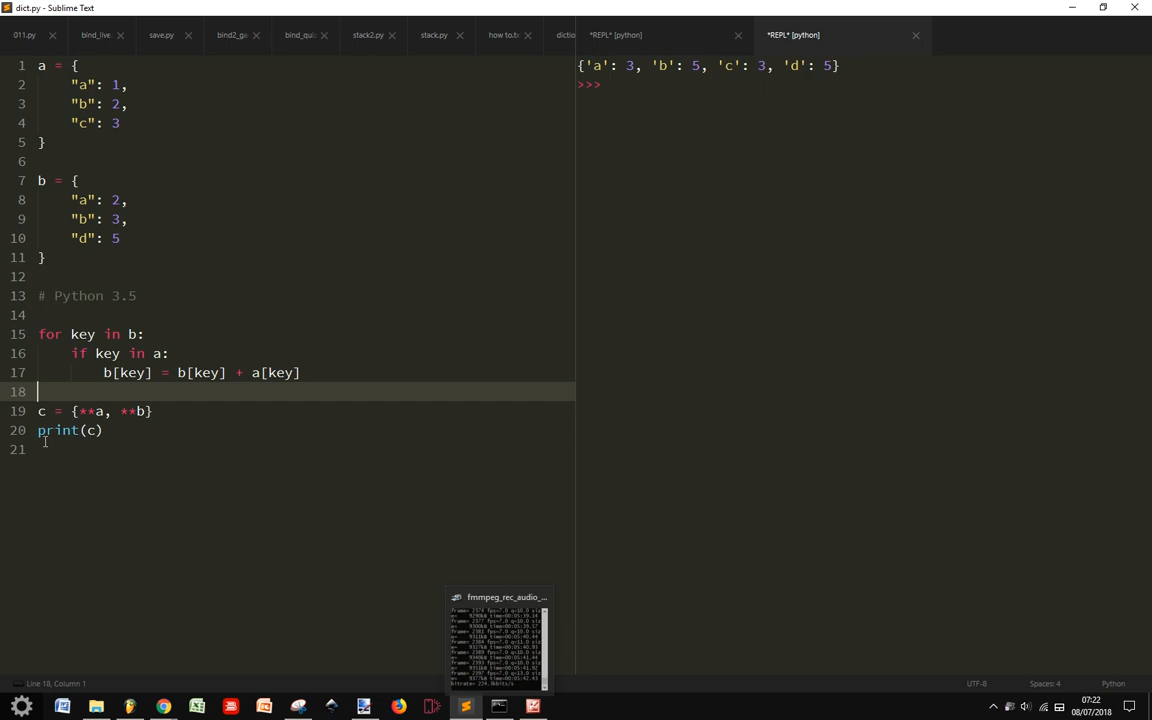 dict.py - Sublime Text
011.py
bind_live
save.py
bind2_ge
bind_qui
stack2.py
stack.py
how to.tx
dictio
*REPL* [python]
*REPL* [python]
1 a = {
2 "a": 1,
3 "b": 2,
4 "c": 3
5 }
6
7 b = {
8 "a": 2,
9 "b": 3,
10 "d": 5
11 }
12
13 # Python 3.5
14
15 for key in b:
16 if key in a:
17 b[key] = b[key] + a[key]
18
19 c = {**a, **b}
20 print(c)
21
{'a': 3, 'b': 5, 'c': 3, 'd': 5}
>>>
fmmpeg_rec_audio_...
Line 18, Column 1
UTF-8
Spaces: 4
Python
07:22
08/07/2018